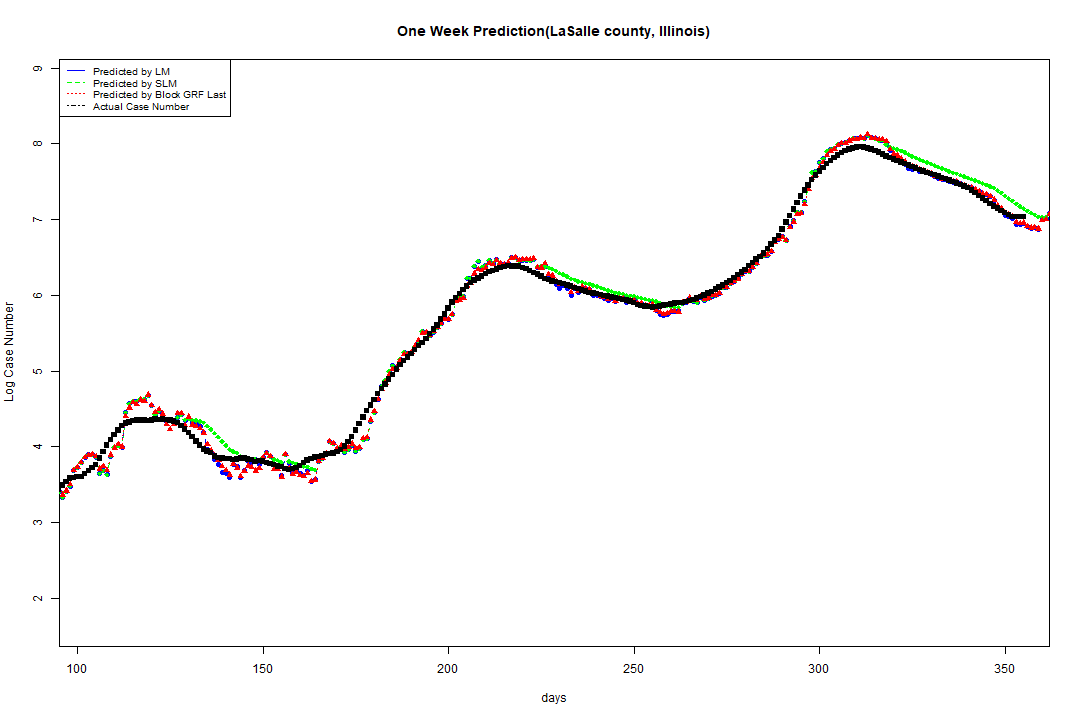 One Week Prediction(LaSalle county, Illinois)
Predicted by LM
Predicted by SLM
Predicted by Block GRF Last
Actual Case Number
9
8
7
6
5
4
3
2
Log Case Number
100 150 200 250 300 350
days